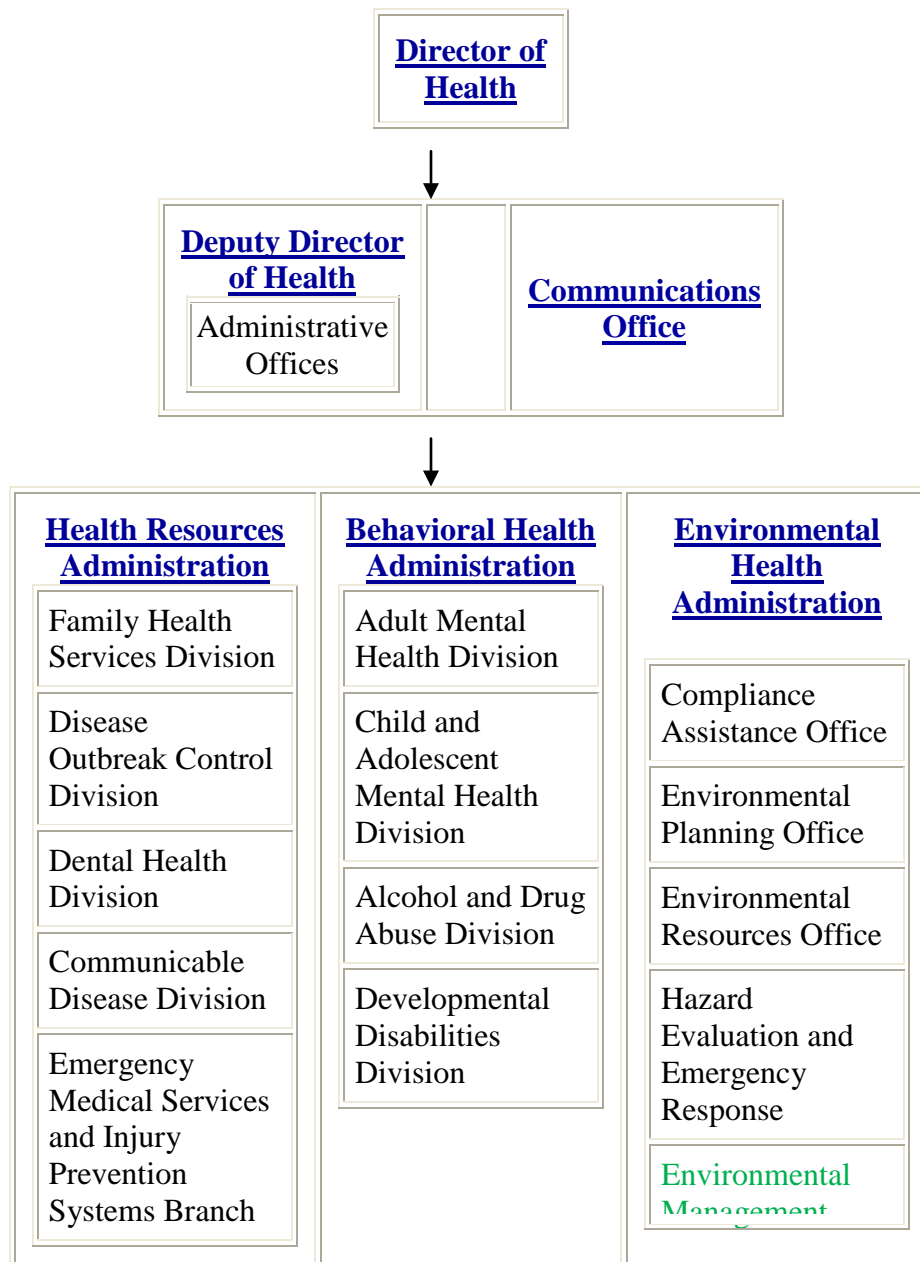 Director of
Health
Deputy Director
of Health
Administrative
Offices
Communications
Office
Health Resources
Administration
Family Health
Services Division
Disease
Outbreak Control
Division
Dental Health
Division
Communicable
Disease Division
Emergency
Medical Services
and Injury
Prevention
Systems Branch
Behavioral Health
Administration
Adult Mental
Health Division
Child and
Adolescent
Mental Health
Division
Alcohol and Drug
Abuse Division
Developmental
Disabilities
Division
Environmental
Health
Administration
Compliance
Assistance Office
Environmental
Planning Office
Environmental
Resources Office
Hazard
Evaluation and
Emergency
Response
Environmental
Management